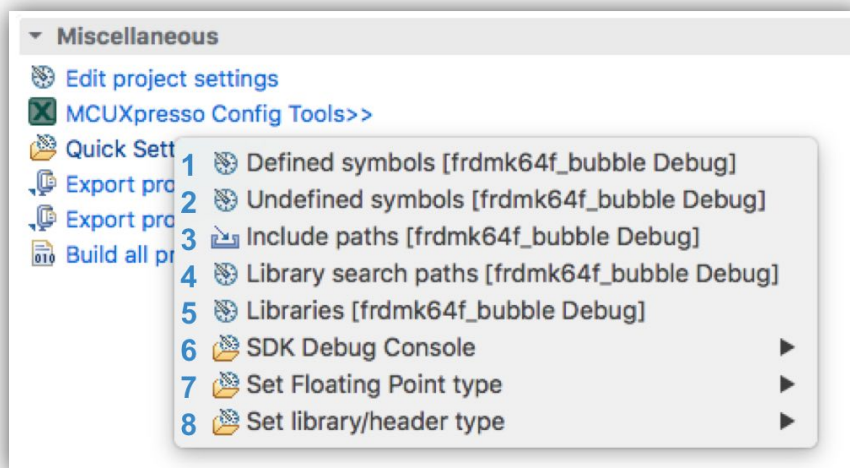 Miscellaneous
Edit project settings
MCUXpresso Config Tools>>
Quick Sett
Export pro
Export pro
Build all pr
1 Defined symbols [frdmk64f_bubble Debug]
2 Undefined symbols [frdmk64f_bubble Debug]
3 Include paths [frdmk64f_bubble Debug]
4 Library search paths [frdmk64f_bubble Debug]
5 Libraries [frdmk64f_bubble Debug]
6 SDK Debug Console
7 Set Floating Point type
8 Set library/header type